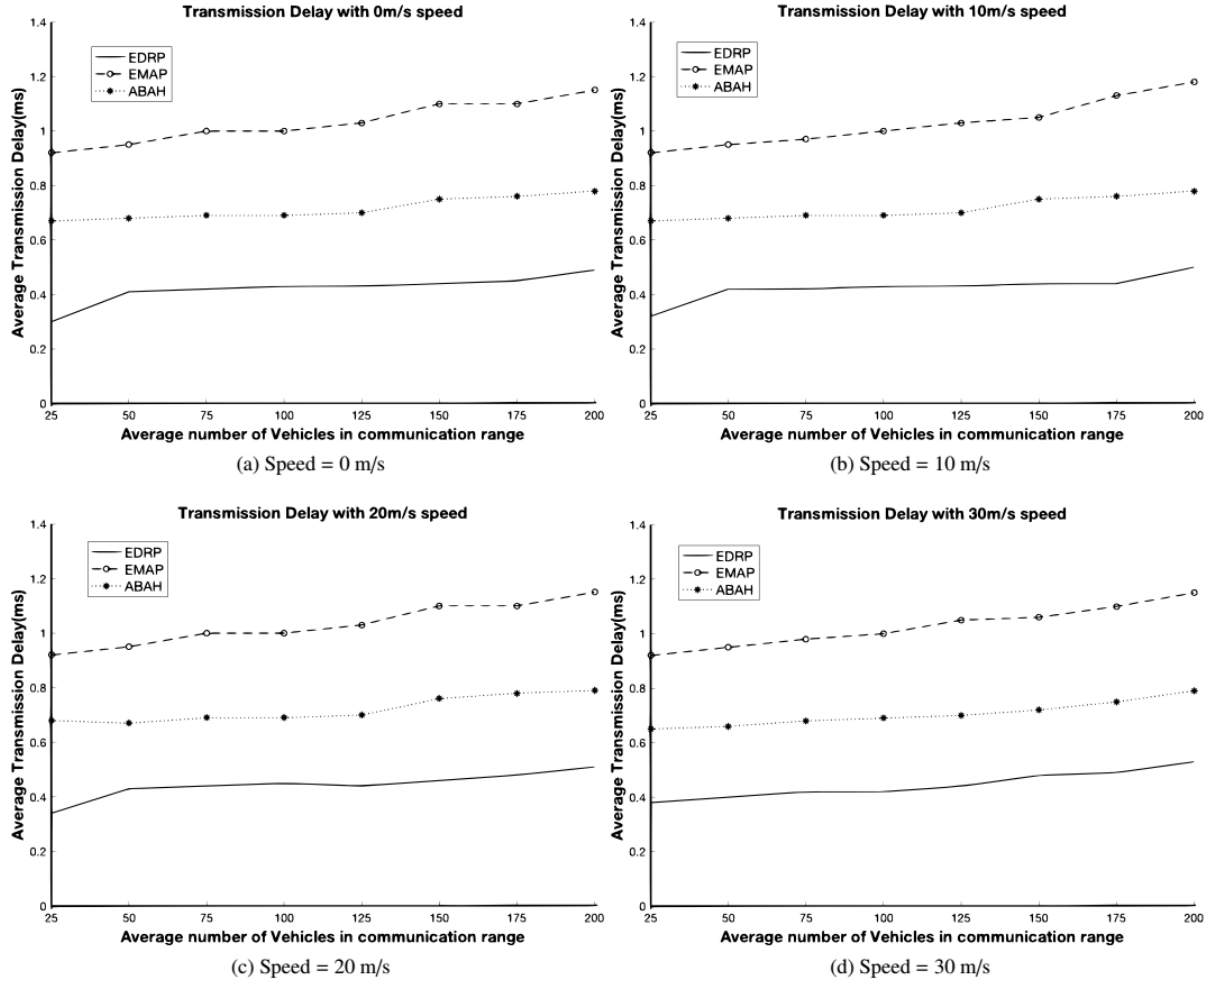 Transmission Delay with 0m/s speed
Average Transmission Delay(ms)
1.4
1.2
1
0.8
0.6
0.4
0.2
0
EDRP
EMAP
ABAH
25 50 75 100 125 150 175 200
Average number of Vehicles in communication range
(a) Speed = 0 m/s
Transmission Delay with 10m/s speed
Average Transmission Delay(ms)
1.4
1.2
1
0.8
0.6
0.4
0.2
0
EDRP
EMAP
ABAH
25 50 75 100 125 150 175 200
Average number of Vehicles in communication range
(b) Speed = 10 m/s
Transmission Delay with 20m/s speed
Average Transmission Delay(ms)
1.4
1.2
1
0.8
0.6
0.4
0.2
0
EDRP
EMAP
ABAH
25 50 75 100 125 150 175 200
Average number of Vehicles in communication range
(c) Speed = 20 m/s
Transmission Delay with 30m/s speed
Average Transmission Delay(ms)
1.4
1.2
1
0.8
0.6
0.4
0.2
0
EDRP
EMAP
ABAH
25 50 75 100 125 150 175 200
Average number of Vehicles in communication range
(d) Speed = 30 m/s